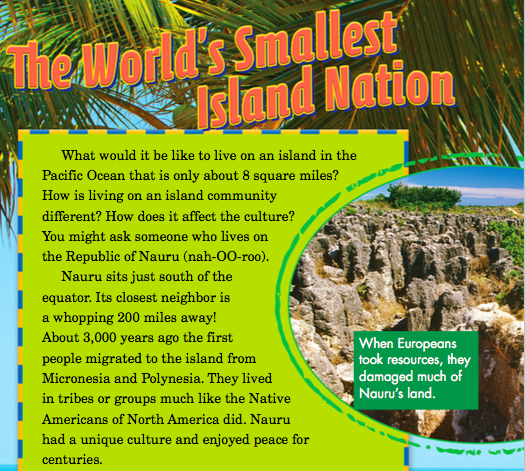 The World's Smallest
Island Nation
What would it be like to live on an island in the
Pacific Ocean that is only about 8 square miles?
How is living on an island community
different? How does it affect the culture?
You might ask someone who lives on
the Republic of Nauru (nah-OO-roo).
Nauru sits just south of the
equator. Its closest neighbor is
a whopping 200 miles away!
About 3,000 years ago the first
people migrated to the island from
Micronesia and Polynesia. They lived
in tribes or groups much like the Native
Americans of North America did. Nauru
had a unique culture and enjoyed peace for
centuries.
When Europeans
took resources, they
damaged much of
Nauru's land.